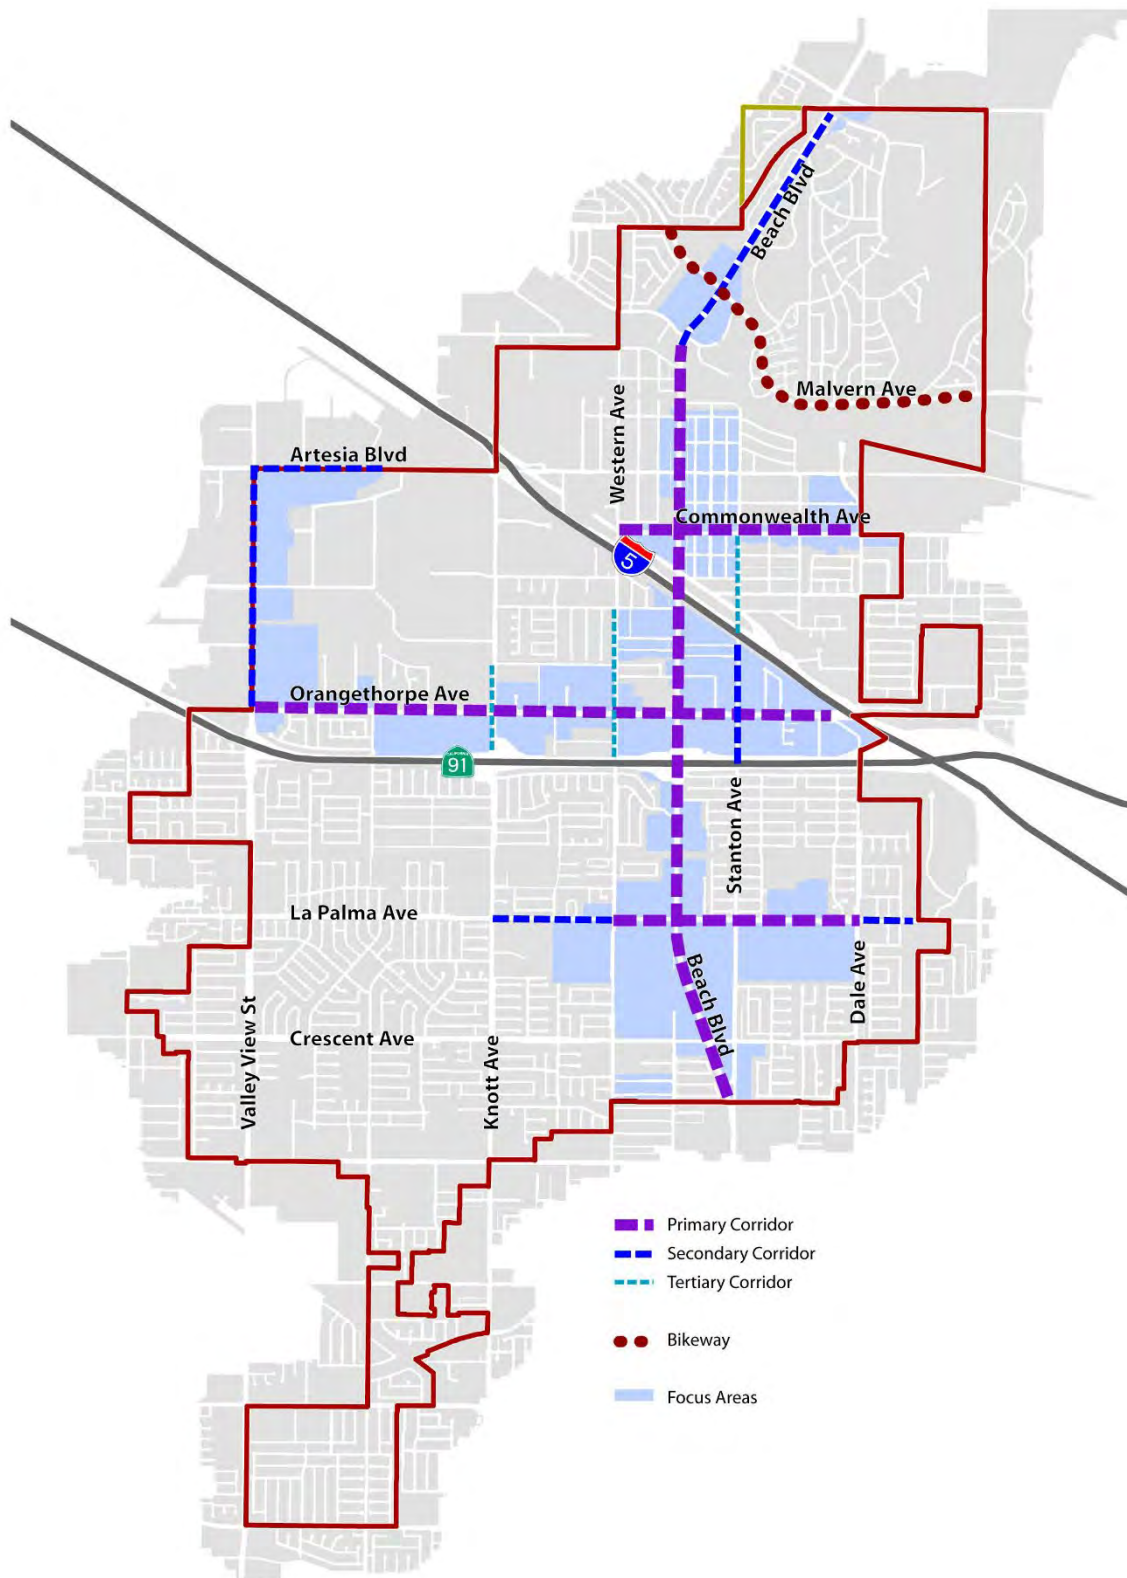 Beach Blvd
Malvern Ave
Western Ave
Artesia Blvd
Commonwealth Ave
5
Orangethorpe Ave
CALIFORNIA
91
Stanton Ave
La Palma Ave
Beach Blvd
Dale Ave
Valley View St
Crescent Ave
Knott Ave
Primary Corridor
Secondary Corridor
Tertiary Corridor
Bikeway
Focus Areas